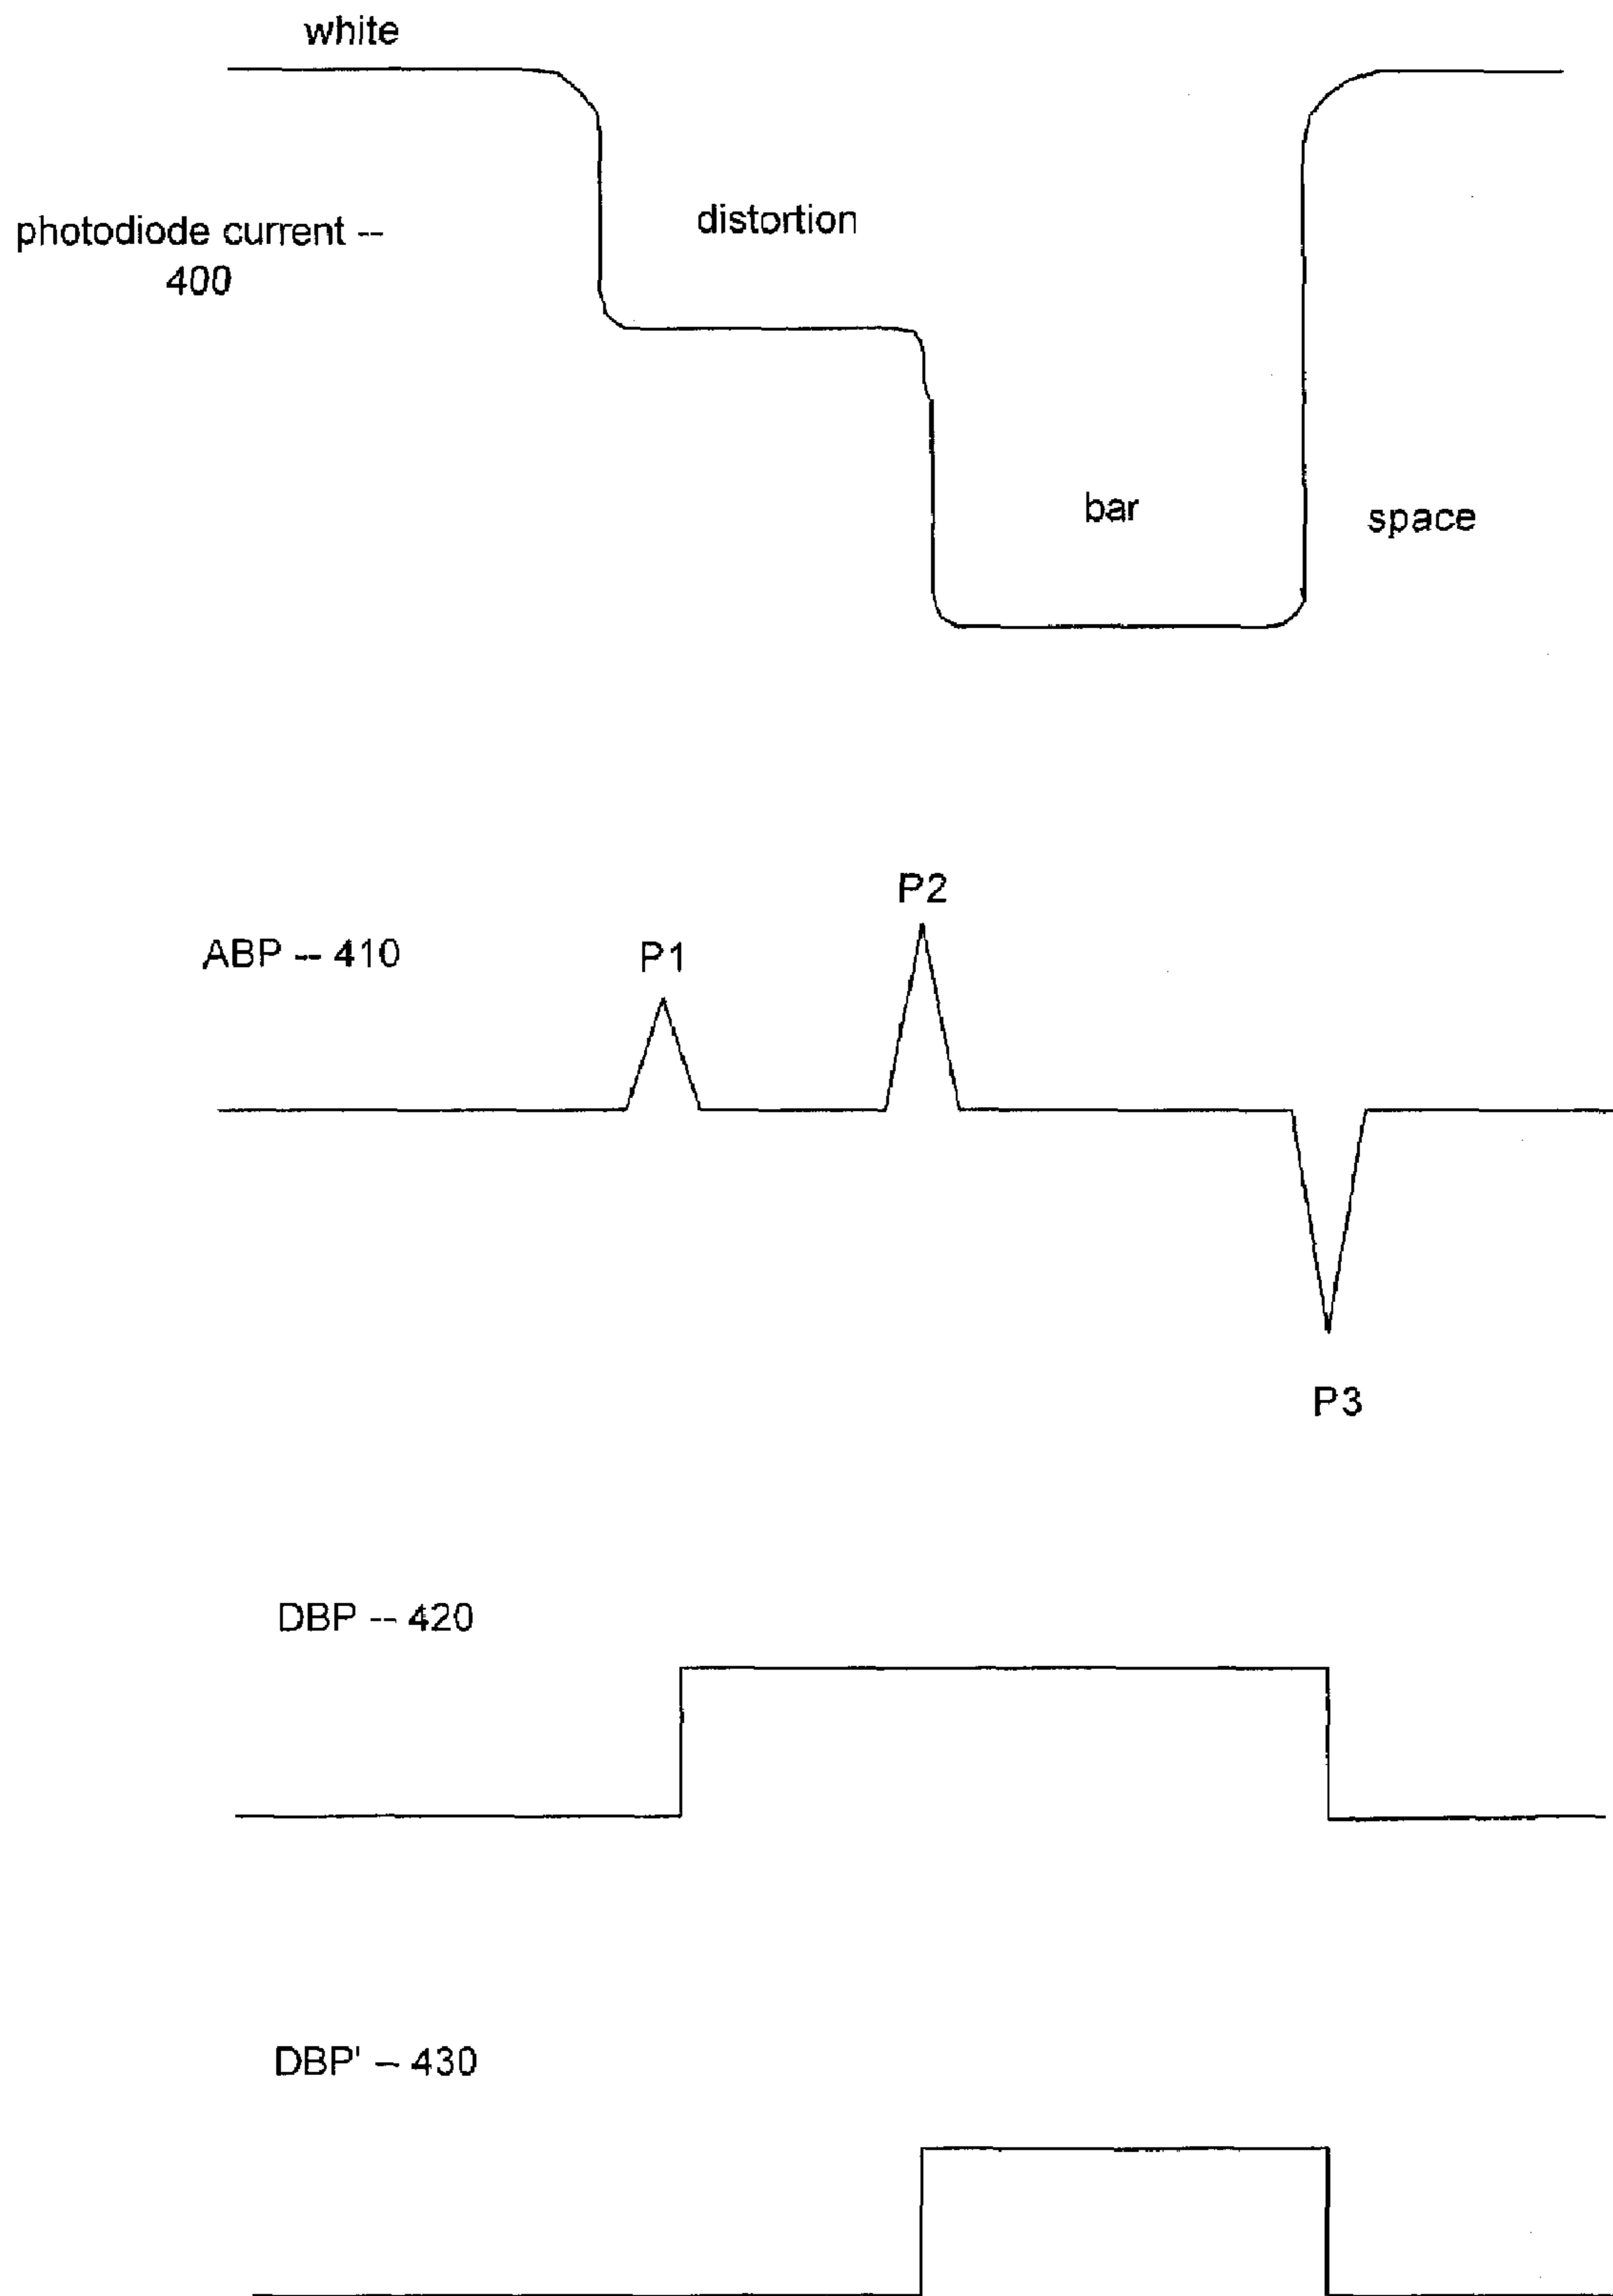 white
photodiode current --
400
distortion
bar
space
P2
ABP -- 410
P1
P3
DBP -- 420
DBP' -- 430